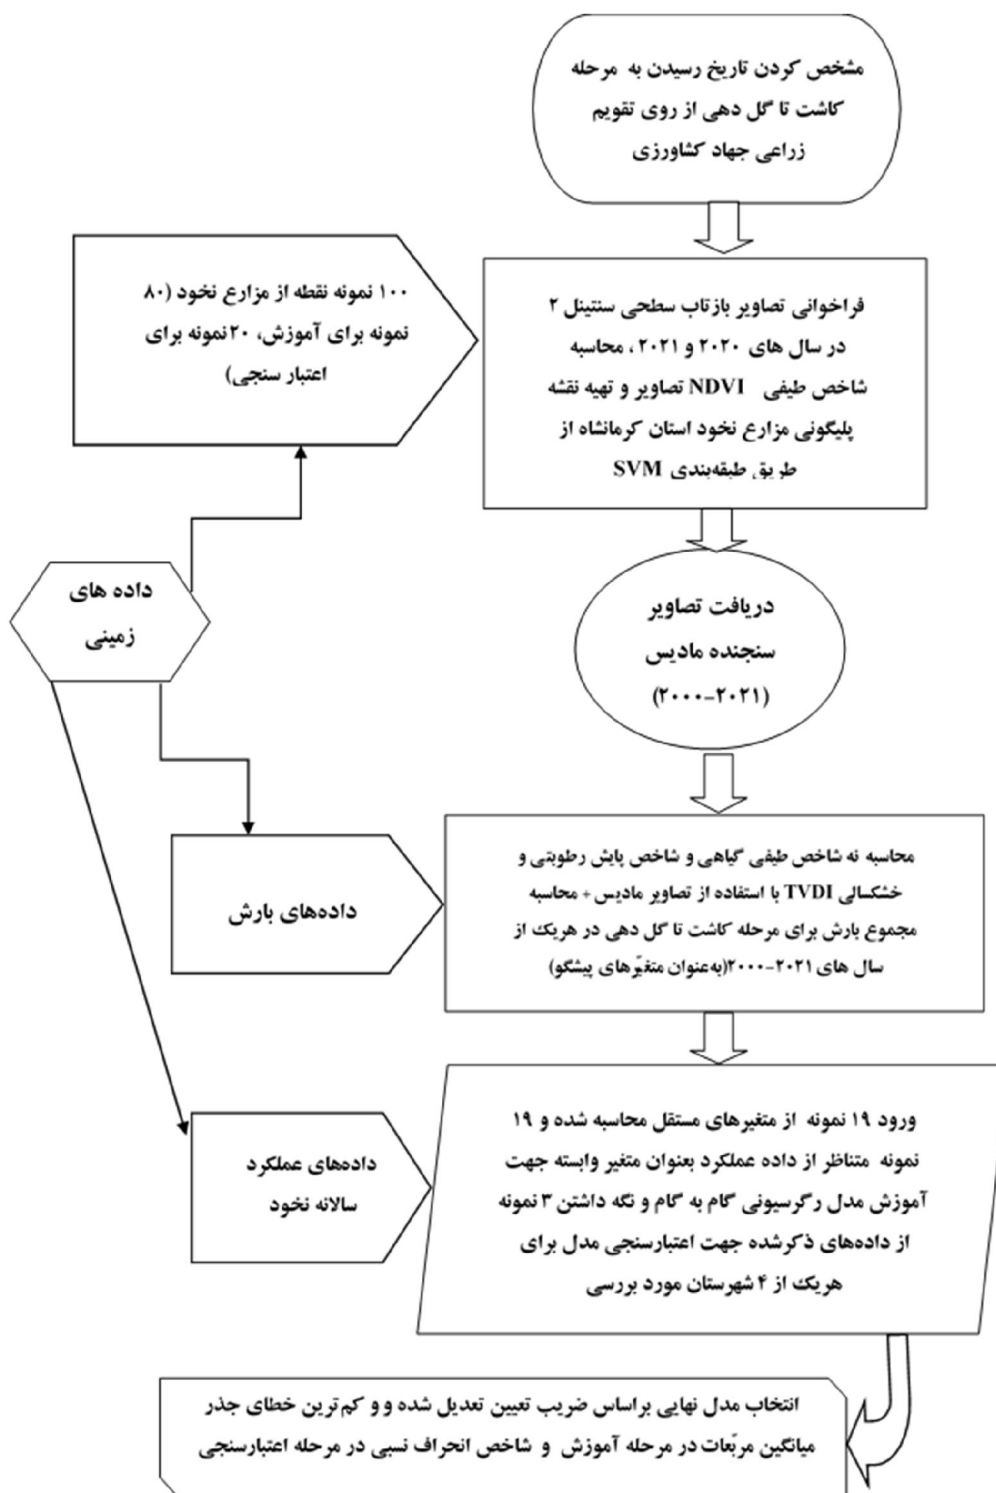 مشخص کردن تاریخ رسیدن به مرحله
کاشت تا گل دهی از روی تقویم
زراعی جهاد کشاورزی
۱۰۰ نمونه نقطه از مزارع نخود (۸۰
نمونه برای آموزش، ۲۰ نمونه برای
اعتبار سنجی)
فراخوانی تصاویر بازتاب سطحی سنتینل ۲
در سال های ۲۰۲۰ و ۲۰۲۱، محاسبه
شاخص طیفی NDVI تصاویر و تهیه نقشه
پلیگونی مزارع نخود استان کرمانشاه از
طریق طبقه‌بندی SVM
داده های
زمینی
دریافت تصاویر
سنجنده مادیس
(۲۰۰۰-۲۰۲۱)
داده‌های بارش
محاسبه نه شاخص طیفی گیاهی و شاخص پایش رطوبتی و
خشکسالی TVDI با استفاده از تصاویر مادیس + محاسبه
مجموع بارش برای مرحله کاشت تا گل دهی در هریک از
سال های ۲۰۲۱-۲۰۰۰(به‌عنوان متغیّرهای پیشگو)
داده‌های عملکرد
سالانه نخود
ورود ۱۹ نمونه از متغیرهای مستقل محاسبه شده و ۱۹
نمونه متناظر از داده عملکرد بعنوان متغیر وابسته جهت
آموزش مدل رگرسیونی گام به گام و نگه داشتن ۳ نمونه
از داده‌های ذکرشده جهت اعتبارسنجی مدل برای
هریک از ۴ شهرستان مورد بررسی
انتخاب مدل نهایی براساس ضریب تعیین تعدیل شده و و کم ترین خطای جذر
میانگین مربّعات در مرحله آموزش و شاخص انحراف نسبی در مرحله اعتبارسنجی